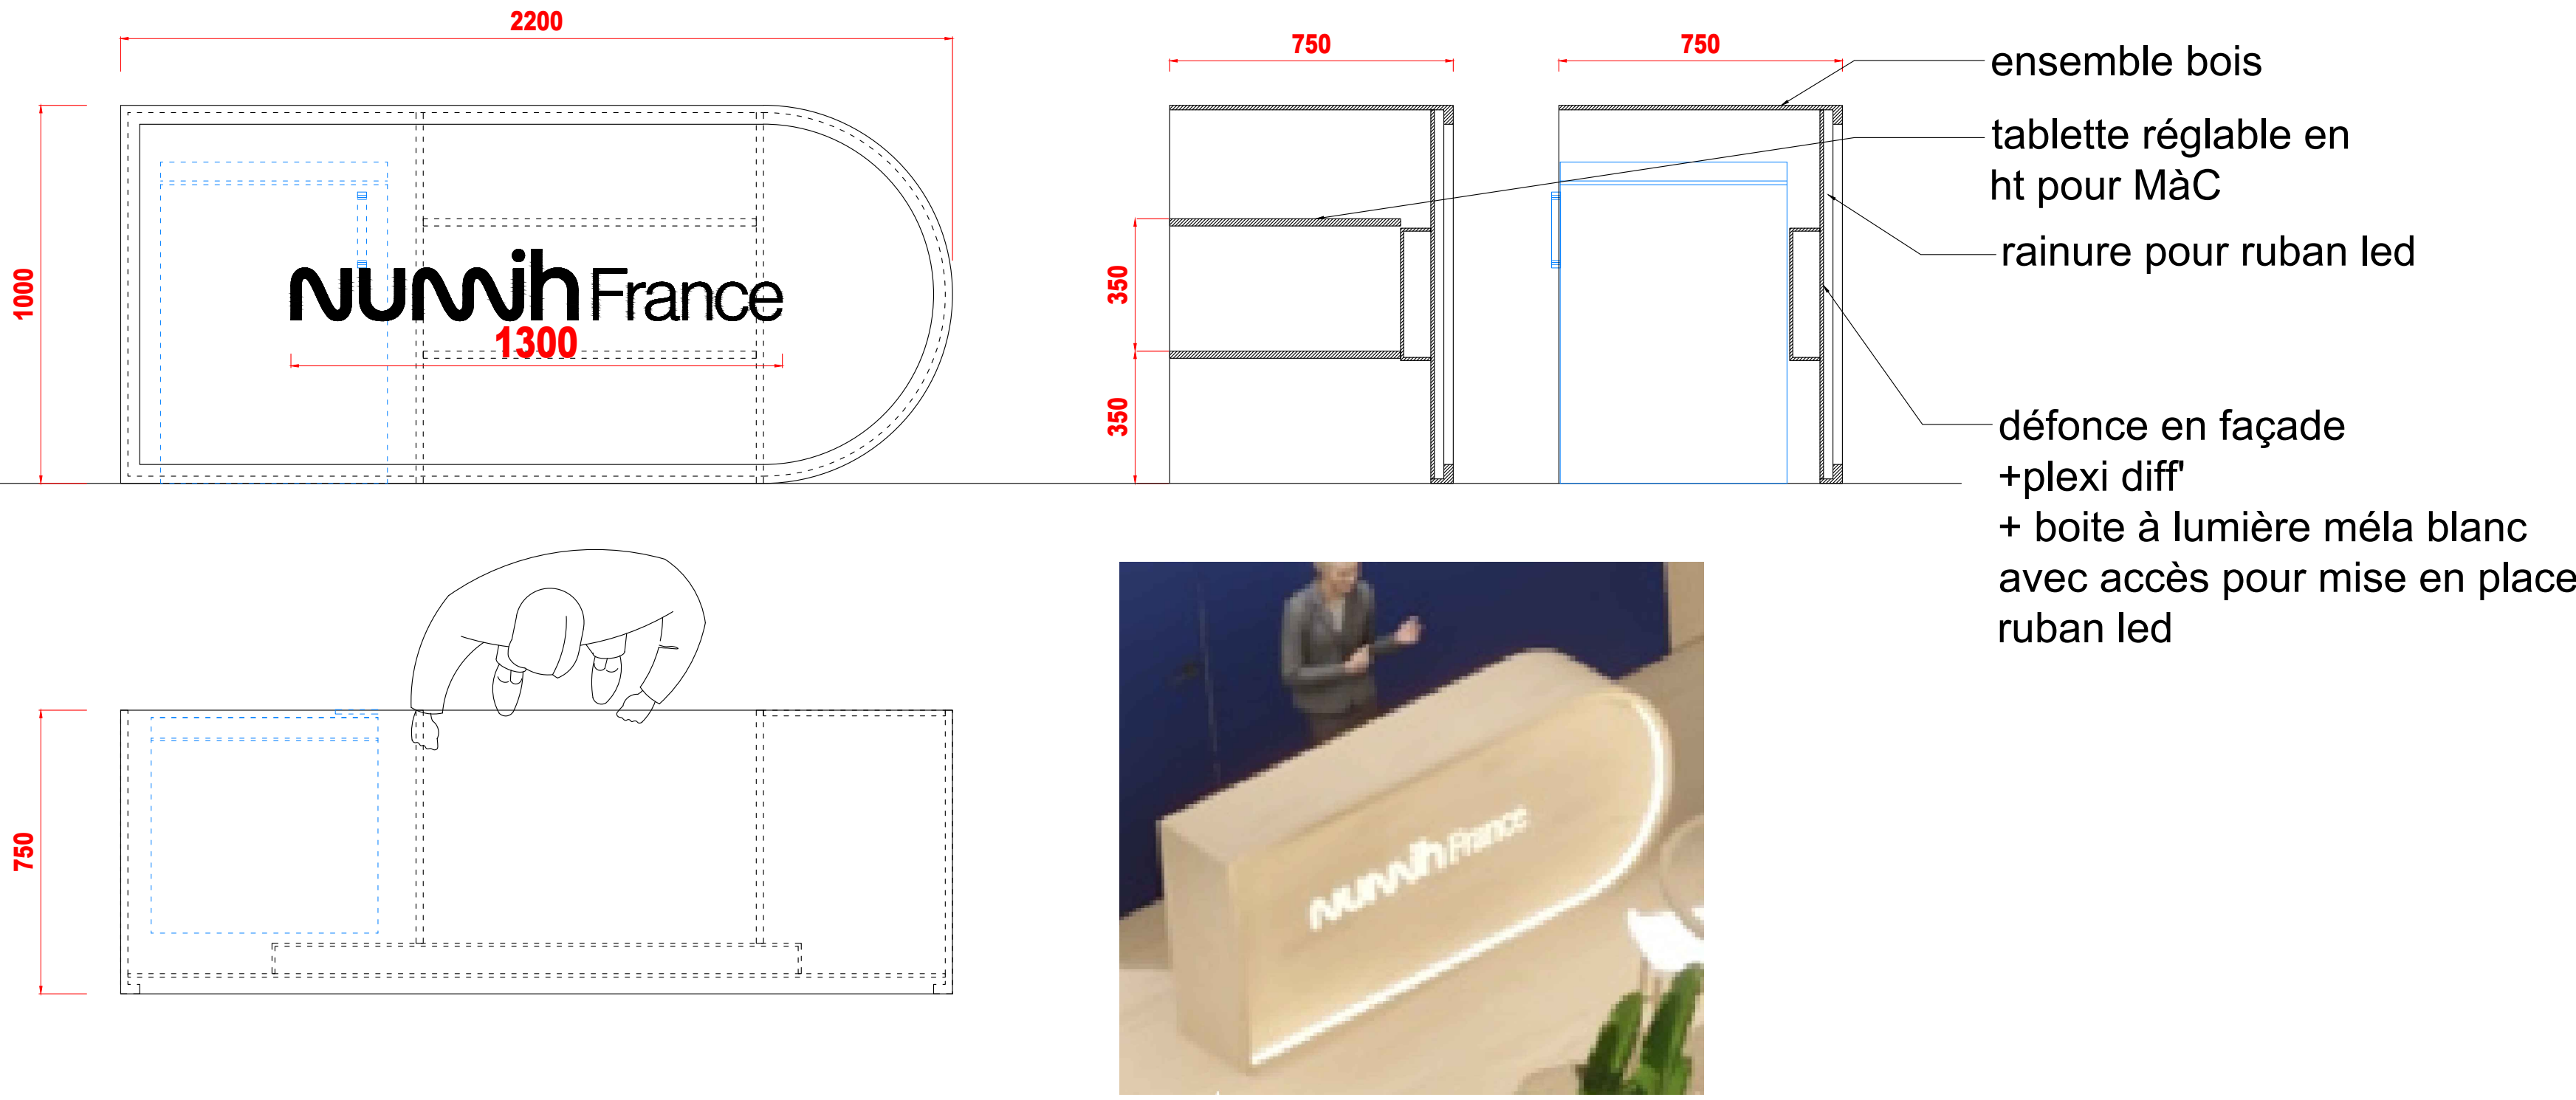 2200
750
750
ensemble bois
tablette réglable en
ht pour MàC
rainure pour ruban led
1000
numih France
1300
350
350
défonce en façade
+plexi diff'
+ boite à lumière méla blanc
avec accès pour mise en place
ruban led
750
numih France